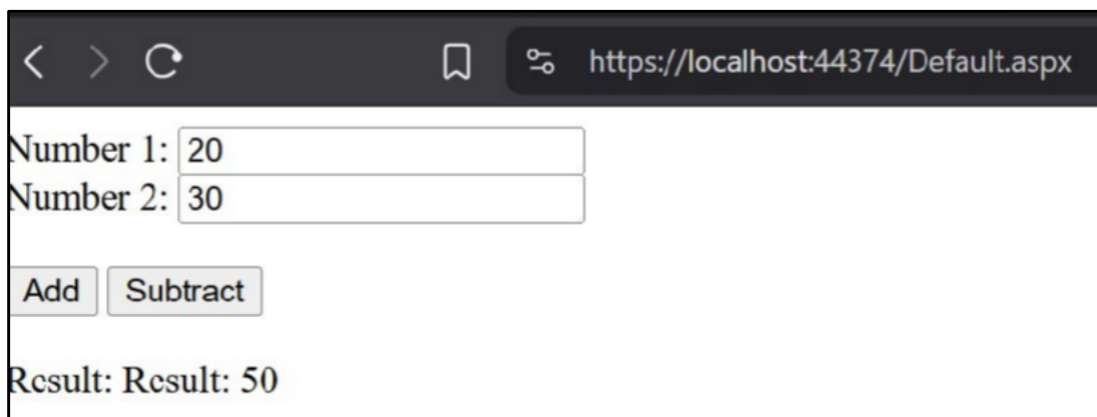 https://localhost:44374/Default.aspx
Number 1: 20
Number 2: 30
Add Subtract
Result: Result: 50